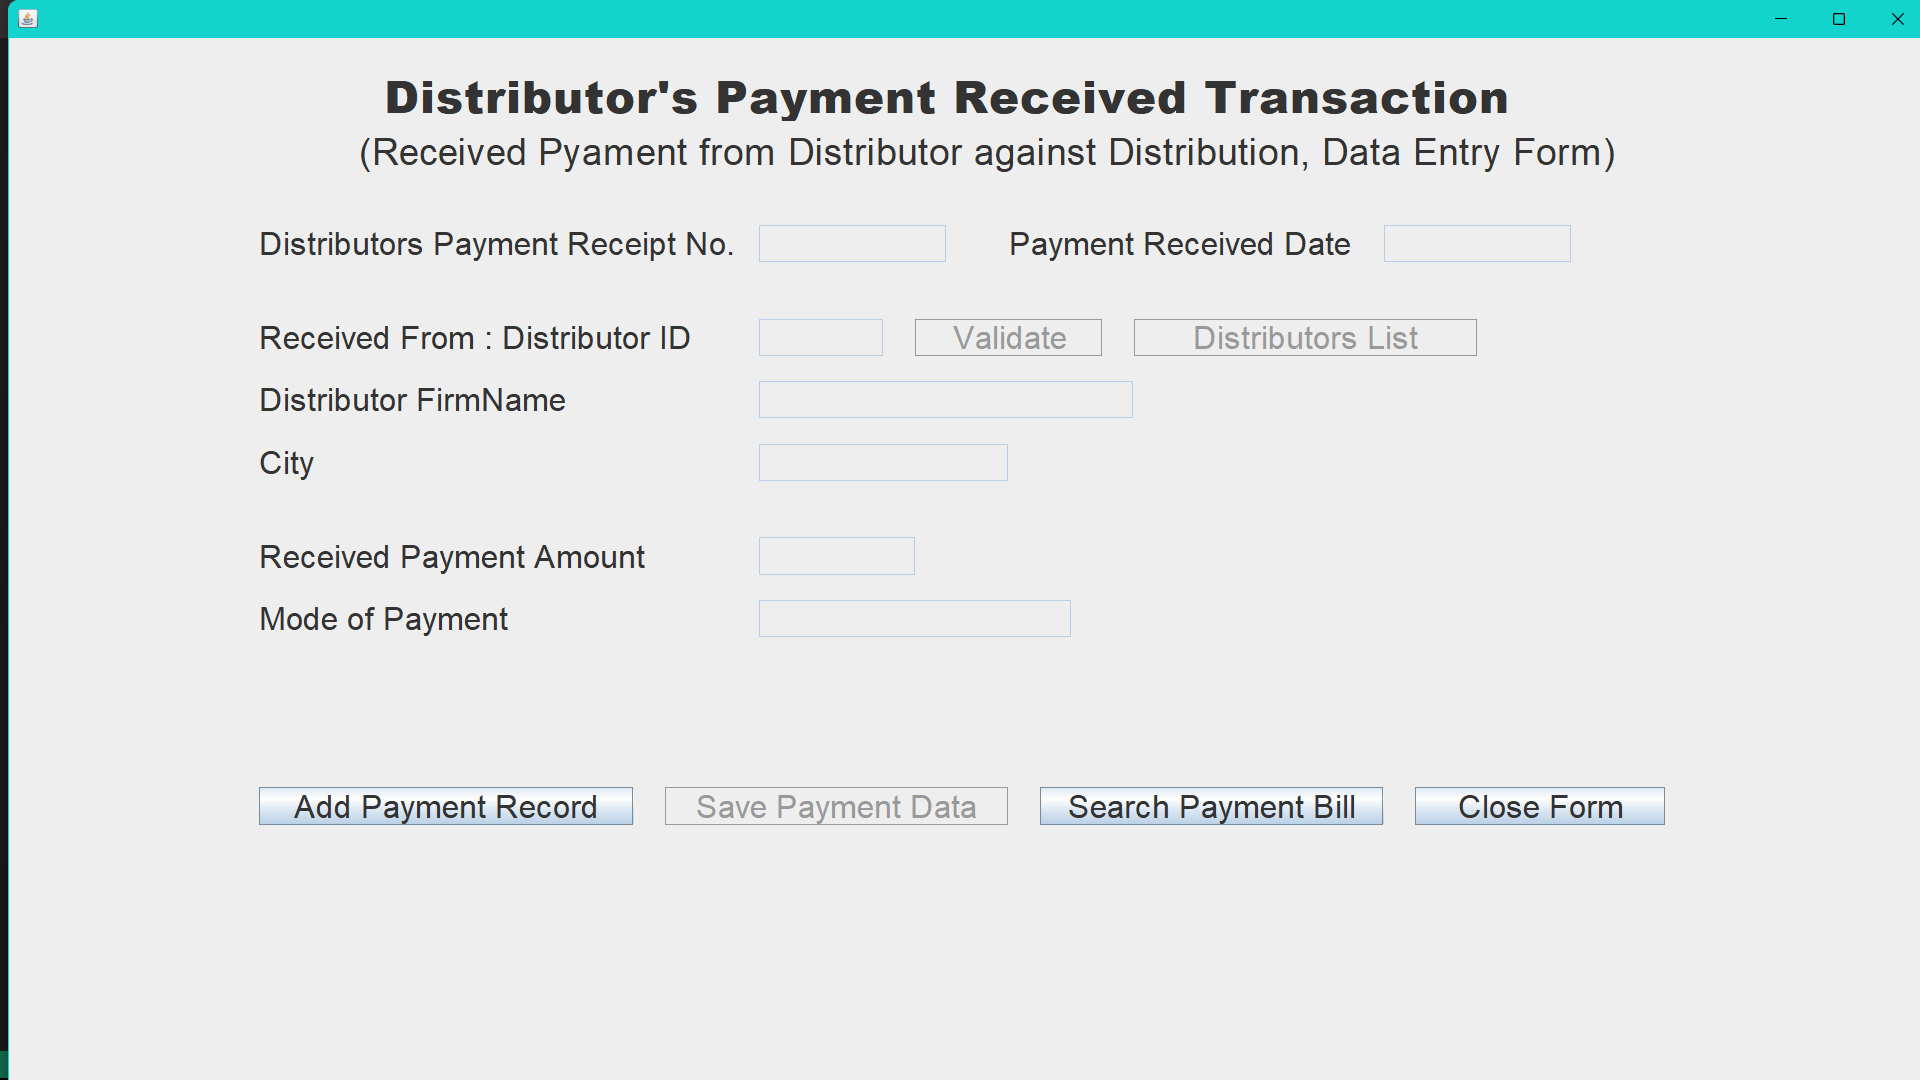 Distributor's Payment Received Transaction
(Received Pyament from Distributor against Distribution, Data Entry Form)
Distributors Payment Receipt No. Payment Received Date
Received From : Distributor ID Validate Distributors List
Distributor FirmName
City
Received Payment Amount
Mode of Payment
Add Payment Record Save Payment Data Search Payment Bill Close Form